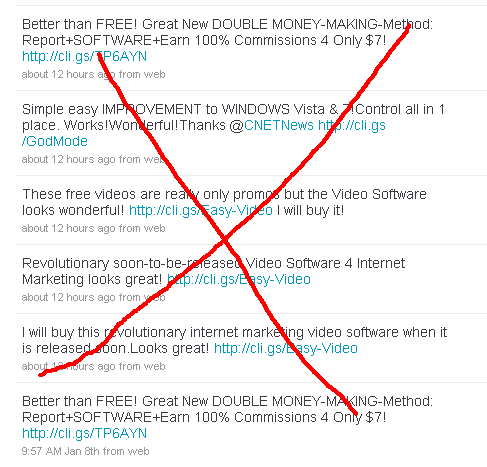 Better than FREE! Great New DOUBLE MONEY-MAKING-Method:
Report+SOFTWARE+Earn 100% Commissions 4 Only $7!
http://cli.gs/TP6AYN
about 12 hours ago from web
Simple easy IMPROVEMENT to WINDOWS Vista & 7!Control all in 1
place. Works!Wonderful!Thanks @CNETNews http://cli.gs
/GodMode
about 12 hours ago from web
These free videos are really only promos but the Video Software
looks wonderful! http://cli.gs/Easy-Video I will buy it!
about 12 hours ago from web
Revolutionary soon-to-be-released Video Software 4 Internet
Marketing looks great! http://cli.gs/Easy-Video
about 12 hours ago from web
I will buy this revolutionary internet marketing video software when it
is released soon.Looks great! http://cli.gs/Easy-Video
about 12 hours ago from web
Better than FREE! Great New DOUBLE MONEY-MAKING-Method:
Report+SOFTWARE+Earn 100% Commissions 4 Only $7!
http://cli.gs/TP6AYN
9:57 AM Jan 8th from web